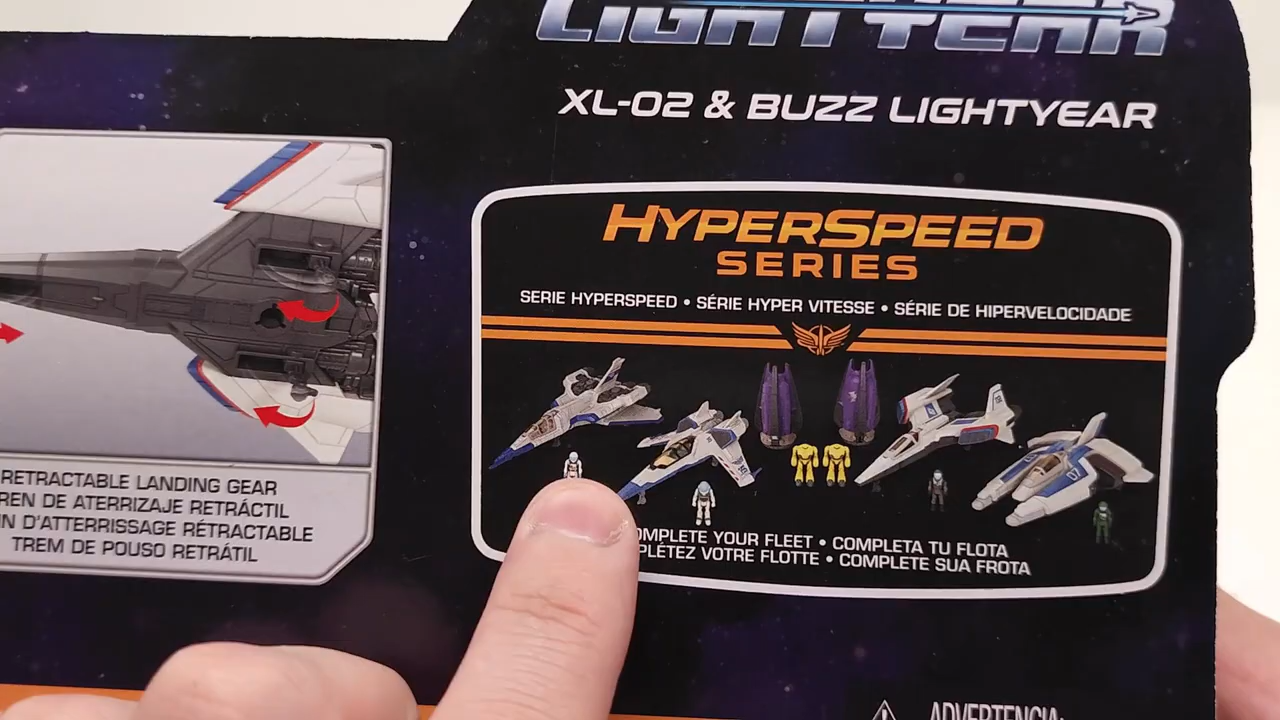 LIGHTYEAR
XL-02 & BUZZ LIGHTYEAR
HYPERSPEED
SERIES
SERIE HYPERSPEED • SÉRIE HYPER VITESSE • SÉRIE DE HIPERVELOCIDADE
07
OMPLETE YOUR FLEET • COMPLETA TU FLOTA
PLÉTEZ VOTRE FLOTTE • COMPLETE SUA FROTA
RETRACTABLE LANDING GEAR
REN DE ATERRIZAJE RETRÁCTIL
N D'ATTERRISSAGE RÉTRACTABLE
TREM DE POUSO RETRÁTIL
ADVERTENCIA: